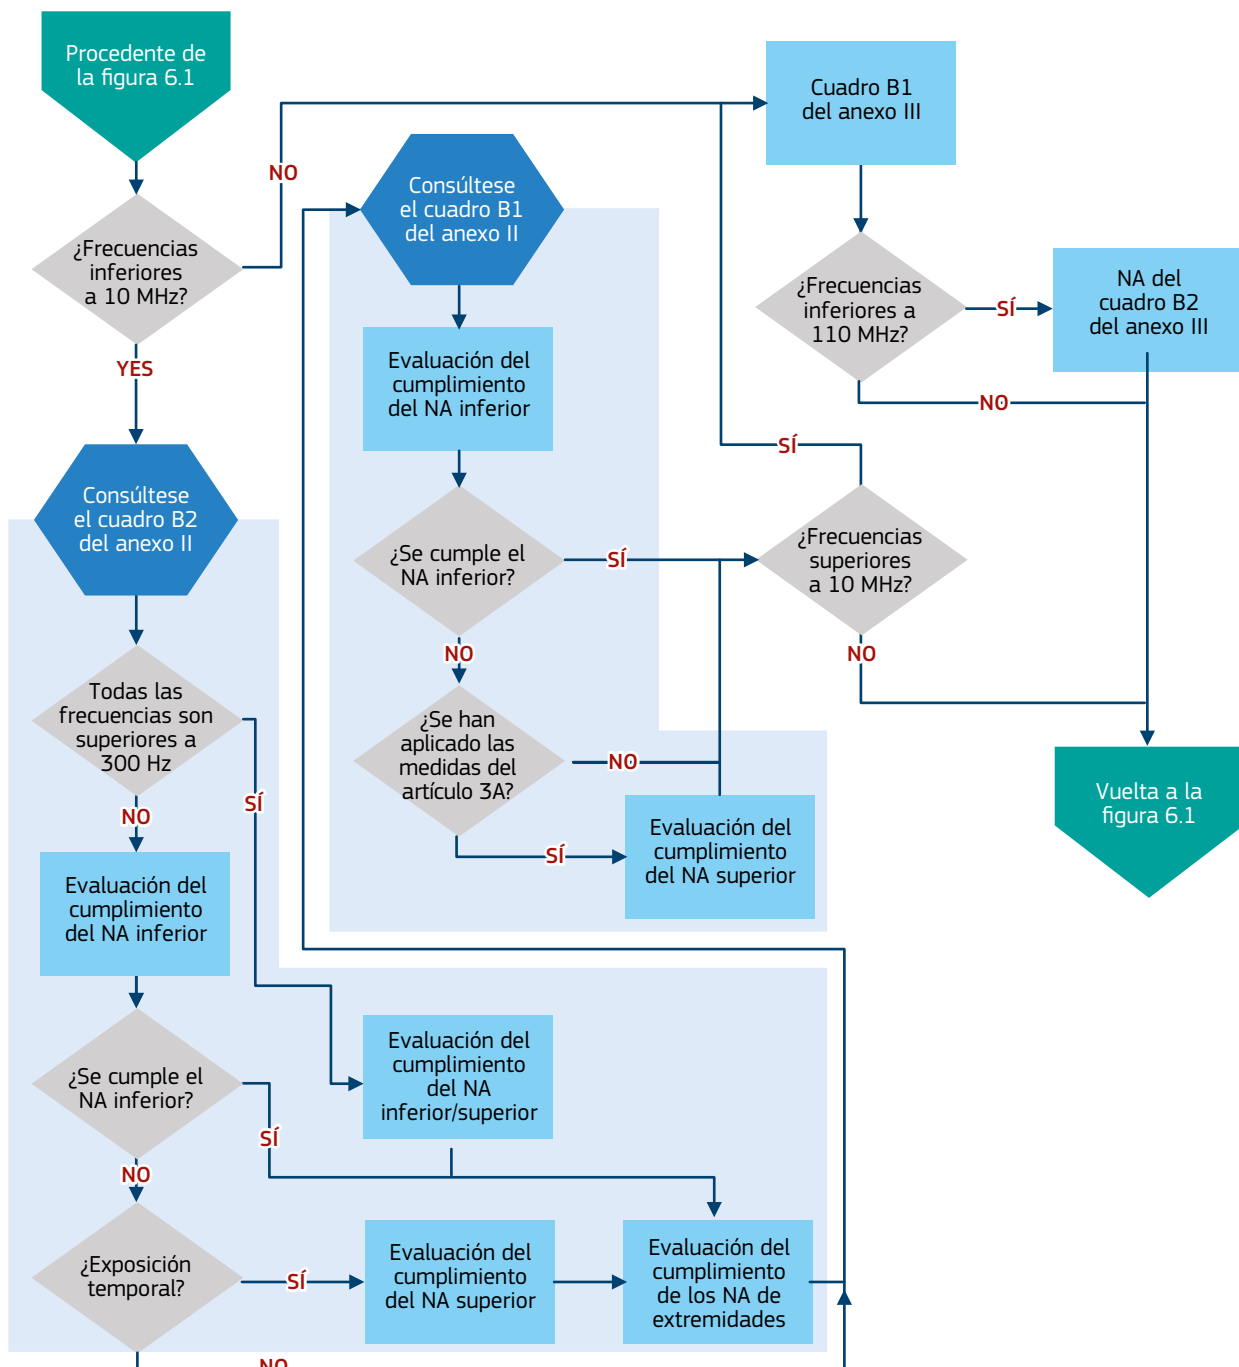 Procedente de
la figura 6.1
¿Frecuencias
inferiores
a 10 MHz?
NO
YES
Consúltese
el cuadro B2
del anexo II
Todas las
frecuencias son
superiores a
300 Hz
SÍ
NO
Evaluación del
cumplimiento
del NA inferior
¿Se cumple el
NA inferior?
SÍ
NO
¿Exposición
temporal?
SÍ
NO
Evaluación del
cumplimiento
del NA
inferior/superior
Evaluación del
cumplimiento
del NA superior
Evaluación del
cumplimiento
de los NA de
extremidades
Consúltese
el cuadro B1
del anexo II
Evaluación del
cumplimiento
del NA inferior
¿Se cumple el
NA inferior?
SÍ
NO
¿Se han
aplicado las
medidas del
artículo 3A?
NO
SÍ
Evaluación del
cumplimiento
del NA superior
¿Frecuencias
superiores
a 10 MHz?
SÍ
NO
Cuadro B1
del anexo III
¿Frecuencias
inferiores a
110 MHz?
SÍ
NO
NA del
cuadro B2
del anexo III
Vuelta a la
figura 6.1